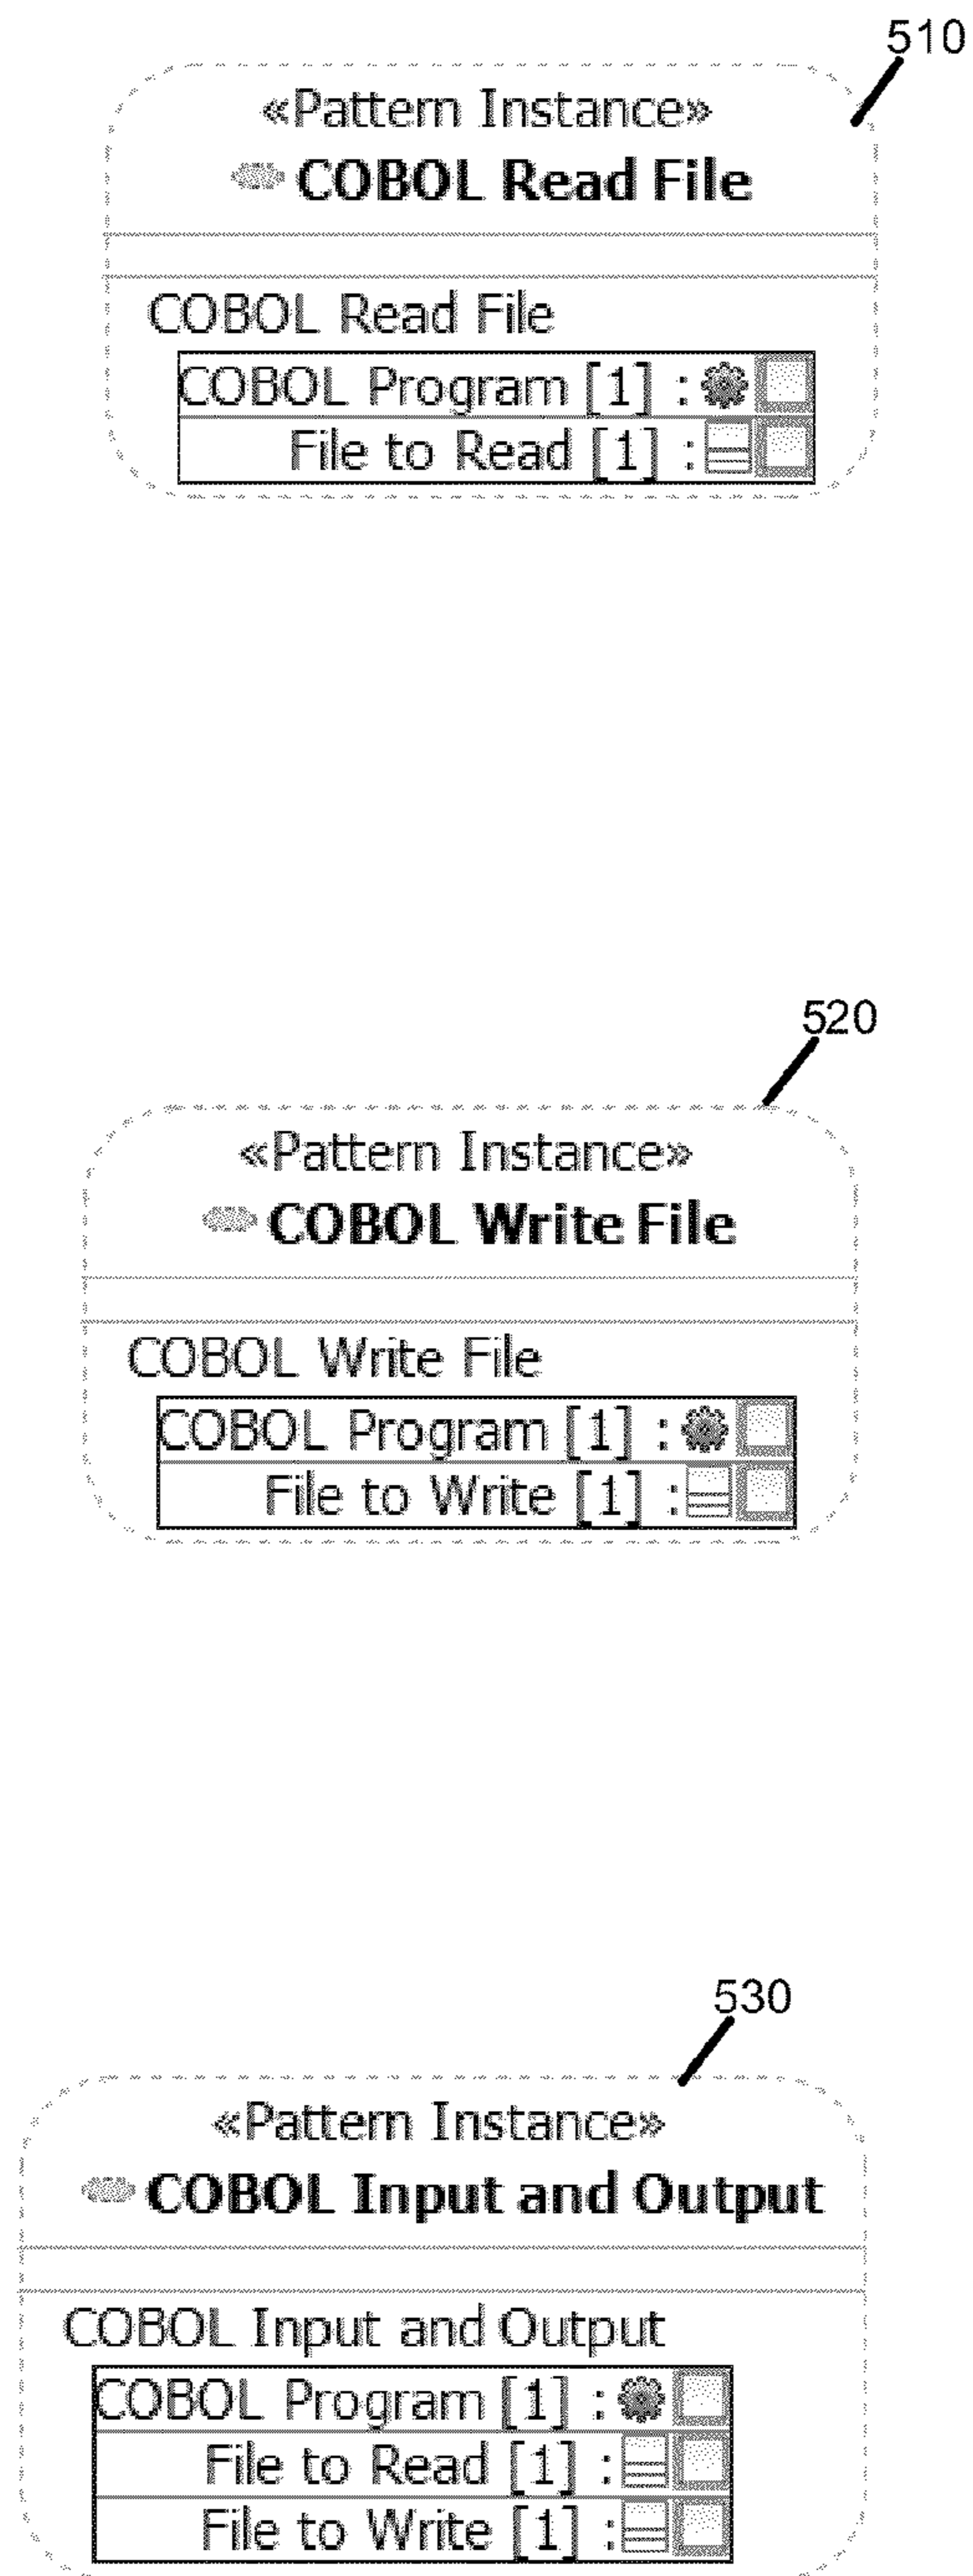 510
«Pattern Instance»
COBOL Read File
COBOL Read File
COBOL Program [1] :
File to Read [1] :
520
«Pattern Instance»
COBOL Write File
COBOL Write File
COBOL Program [1] :
File to Write [1] :
530
«Pattern Instance»
COBOL Input and Output
COBOL Input and Output
COBOL Program [1] :
File to Read [1] :
File to Write [1] :